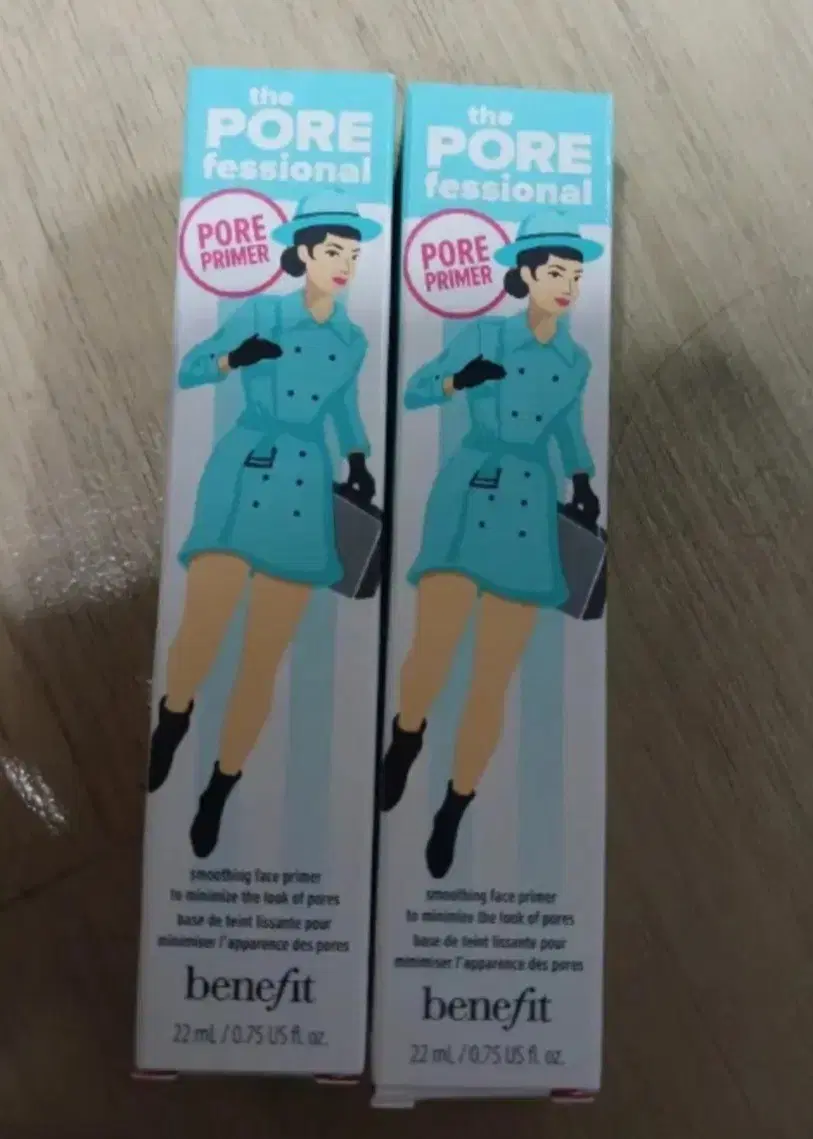 the
PORE
fessional
PORE
PRIMER
smoothing face primer
to minimize the look of pores
base de teint lissante pour
minimiser l'apparence des pores
benefit
22 mL / 0.75 US fl. oz.
the
PORE
fessional
PORE
PRIMER
smoothing face primer
to minimize the look of pores
base de teint lissante pour
minimiser l'apparence des pores
benefit
22 mL / 0.75 US fl. oz.